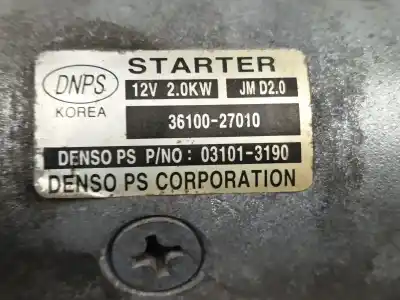 DNPS
KOREA
STARTER
12V 2.0KW JM D2.0
36100-27010
DENSO PS P/NO: 03101-3190
DENSO PS CORPORATION